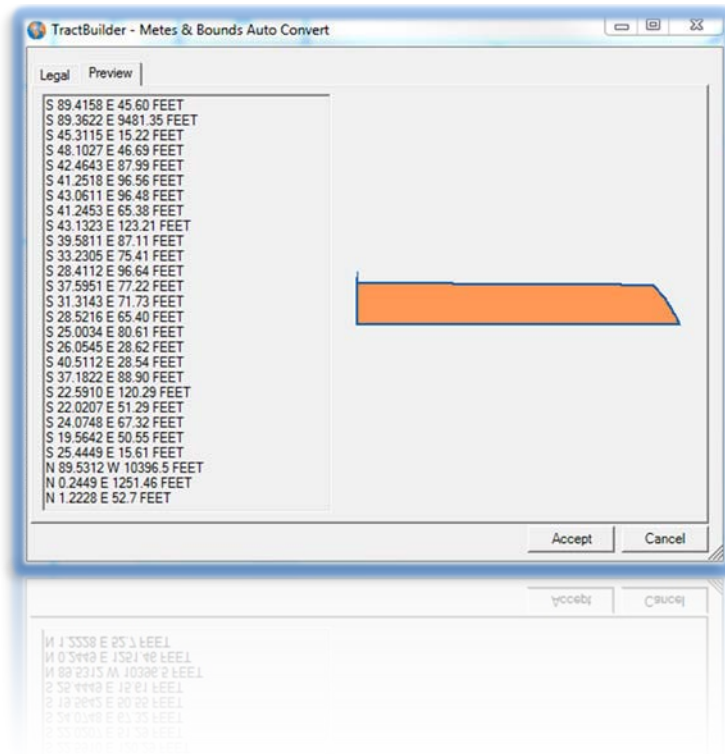 TractBuilder - Metes & Bounds Auto Convert
Legal Preview
S 89.4158 E 45.60 FEET
S 89.3622 E 9481.35 FEET
S 45.3115 E 15.22 FEET
S 48.1027 E 46.69 FEET
S 42.4643 E 87.99 FEET
S 41.2518 E 96.56 FEET
S 43.0611 E 96.48 FEET
S 41.2453 E 65.38 FEET
S 43.1323 E 123.21 FEET
S 39.5811 E 87.11 FEET
S 33.2305 E 75.41 FEET
S 28.4112 E 96.64 FEET
S 37.5951 E 77.22 FEET
S 31.3143 E 71.73 FEET
S 28.5216 E 65.40 FEET
S 25.0034 E 80.61 FEET
S 26.0545 E 28.62 FEET
S 40.5112 E 28.54 FEET
S 37.1822 E 88.90 FEET
S 22.5910 E 120.29 FEET
S 22.0207 E 51.29 FEET
S 24.0748 E 67.32 FEET
S 19.5642 E 50.55 FEET
S 25.4449 E 15.61 FEET
N 89.5312 W 10396.5 FEET
N 0.2449 E 1251.46 FEET
N 1.2228 E 52.7 FEET
Accept Cancel